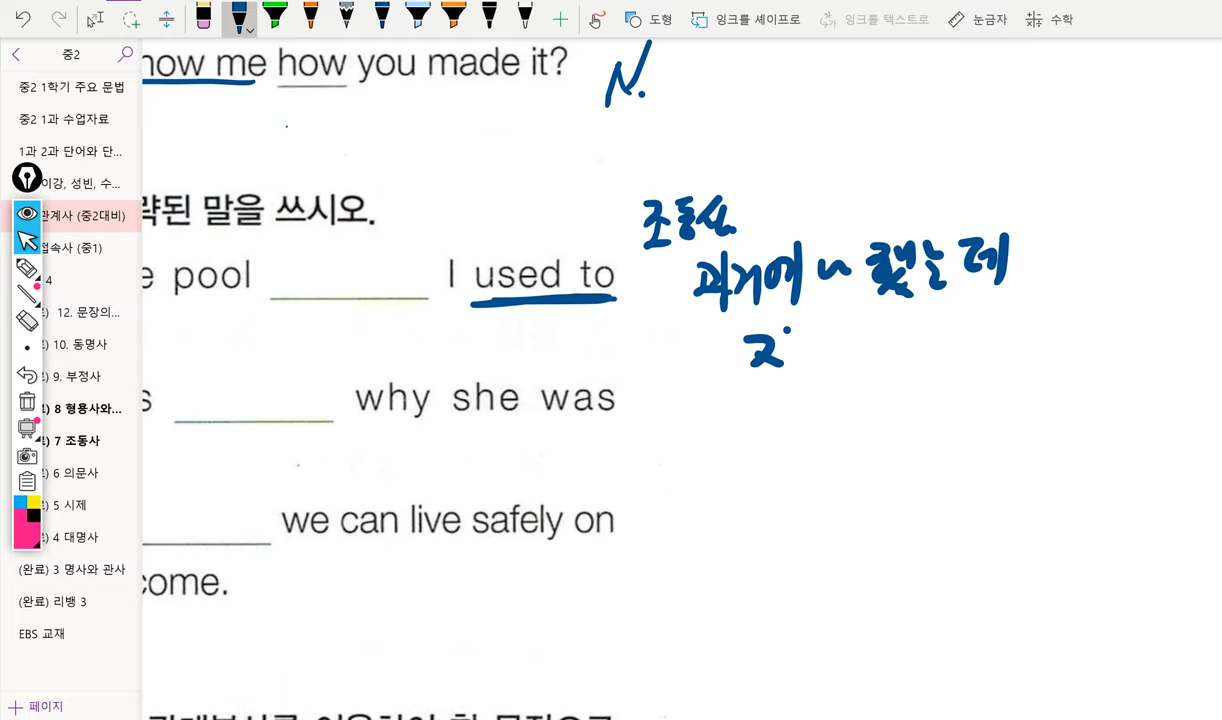 도형
잉크를 셰이프로
잉크를 텍스트로
눈금자
수학
중2
중2 1학기 주요 문법
중2 1과 수업자료
1과 2과 단어와 단...
이강, 성빈, 수...
관계사 (중2대비)
접속사 (중1)
4
) 12. 문장의...
) 10. 동명사
) 9. 부정사
) 8 형용사와...
) 7 조동사
) 6 의문사
) 5 시제
) 4 대명사
(완료) 3 명사와 관사
(완료) 리뱅 3
EBS 교재
페이지
how me how you made it?
N.
략된 말을 쓰시오.
조동사
e pool ________ I used to
과거에 ~ 했는데
지
s ________ why she was
________ we can live safely on
come.